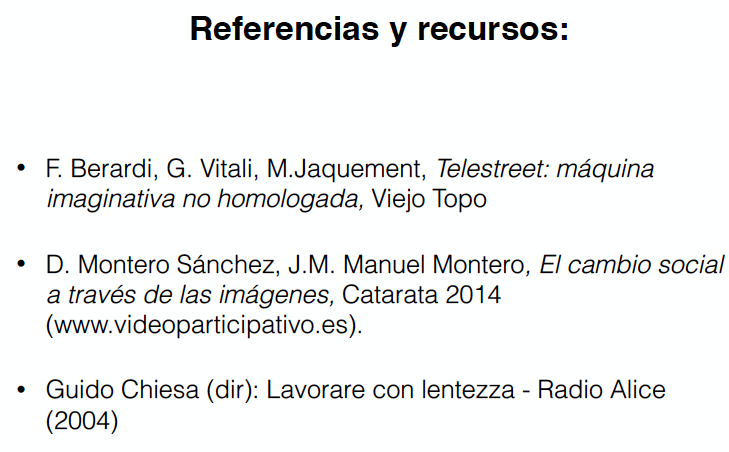 Referencias y recursos:
• F. Berardi, G. Vitali, M.Jaquement, Telestreet: máquina
imaginativa no homologada, Viejo Topo
• D. Montero Sánchez, J.M. Manuel Montero, El cambio social
a través de las imágenes, Catarata 2014
(www.videoparticipativo.es).
• Guido Chiesa (dir): Lavorare con lentezza - Radio Alice
(2004)